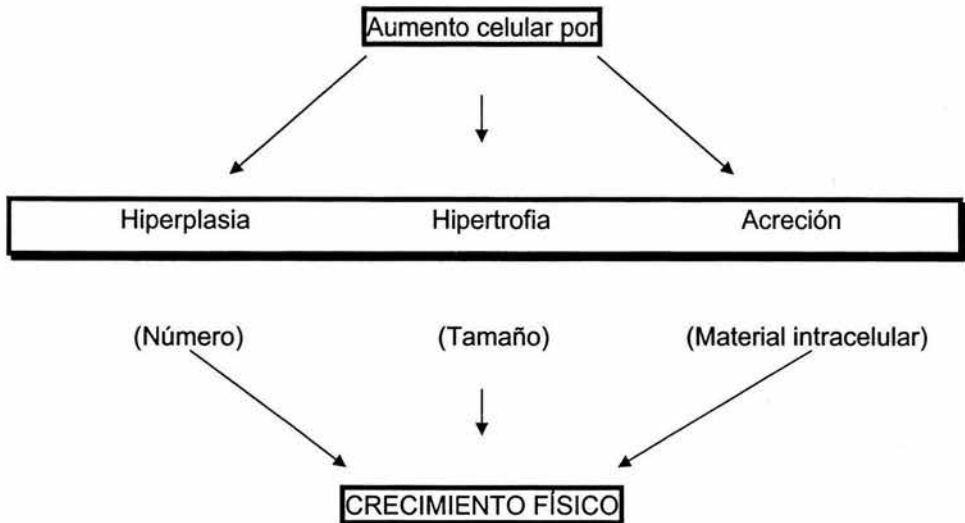 Aumento celular por
Hiperplasia Hipertrofia Acreción
(Número) (Tamaño) (Material intracelular)
CRECIMIENTO FÍSICO